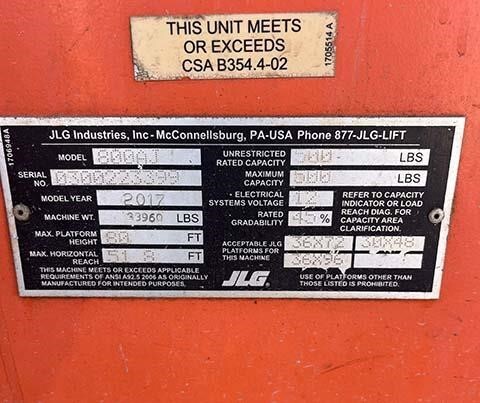 THIS UNIT MEETS
OR EXCEEDS
CSA B354.4-02
1705514 A
1706948A
JLG Industries, Inc - McConnellsburg, PA-USA Phone 877-JLG-LIFT
MODEL 800AJ
SERIAL NO. 0300223399
MODEL YEAR 2017
MACHINE WT. 33960 LBS
MAX. PLATFORM HEIGHT 80 FT
MAX. HORIZONTAL REACH 51 8 FT
THIS MACHINE MEETS OR EXCEEDS APPLICABLE
REQUIREMENTS OF ANSI A92.5 2006 AS ORIGINALLY
MANUFACTURED FOR INTENDED PURPOSES.
UNRESTRICTED RATED CAPACITY 500 LBS
MAXIMUM CAPACITY LBS
ELECTRICAL SYSTEMS VOLTAGE 12
RATED GRADABILITY 45 %
REFER TO CAPACITY
INDICATOR OR LOAD
REACH DIAG. FOR
CAPACITY AREA
CLARIFICATION.
ACCEPTABLE JLG PLATFORMS FOR THIS MACHINE
36X72 30X48
36X96
JLG
USE OF PLATFORMS OTHER THAN
THOSE LISTED IS PROHIBITED.